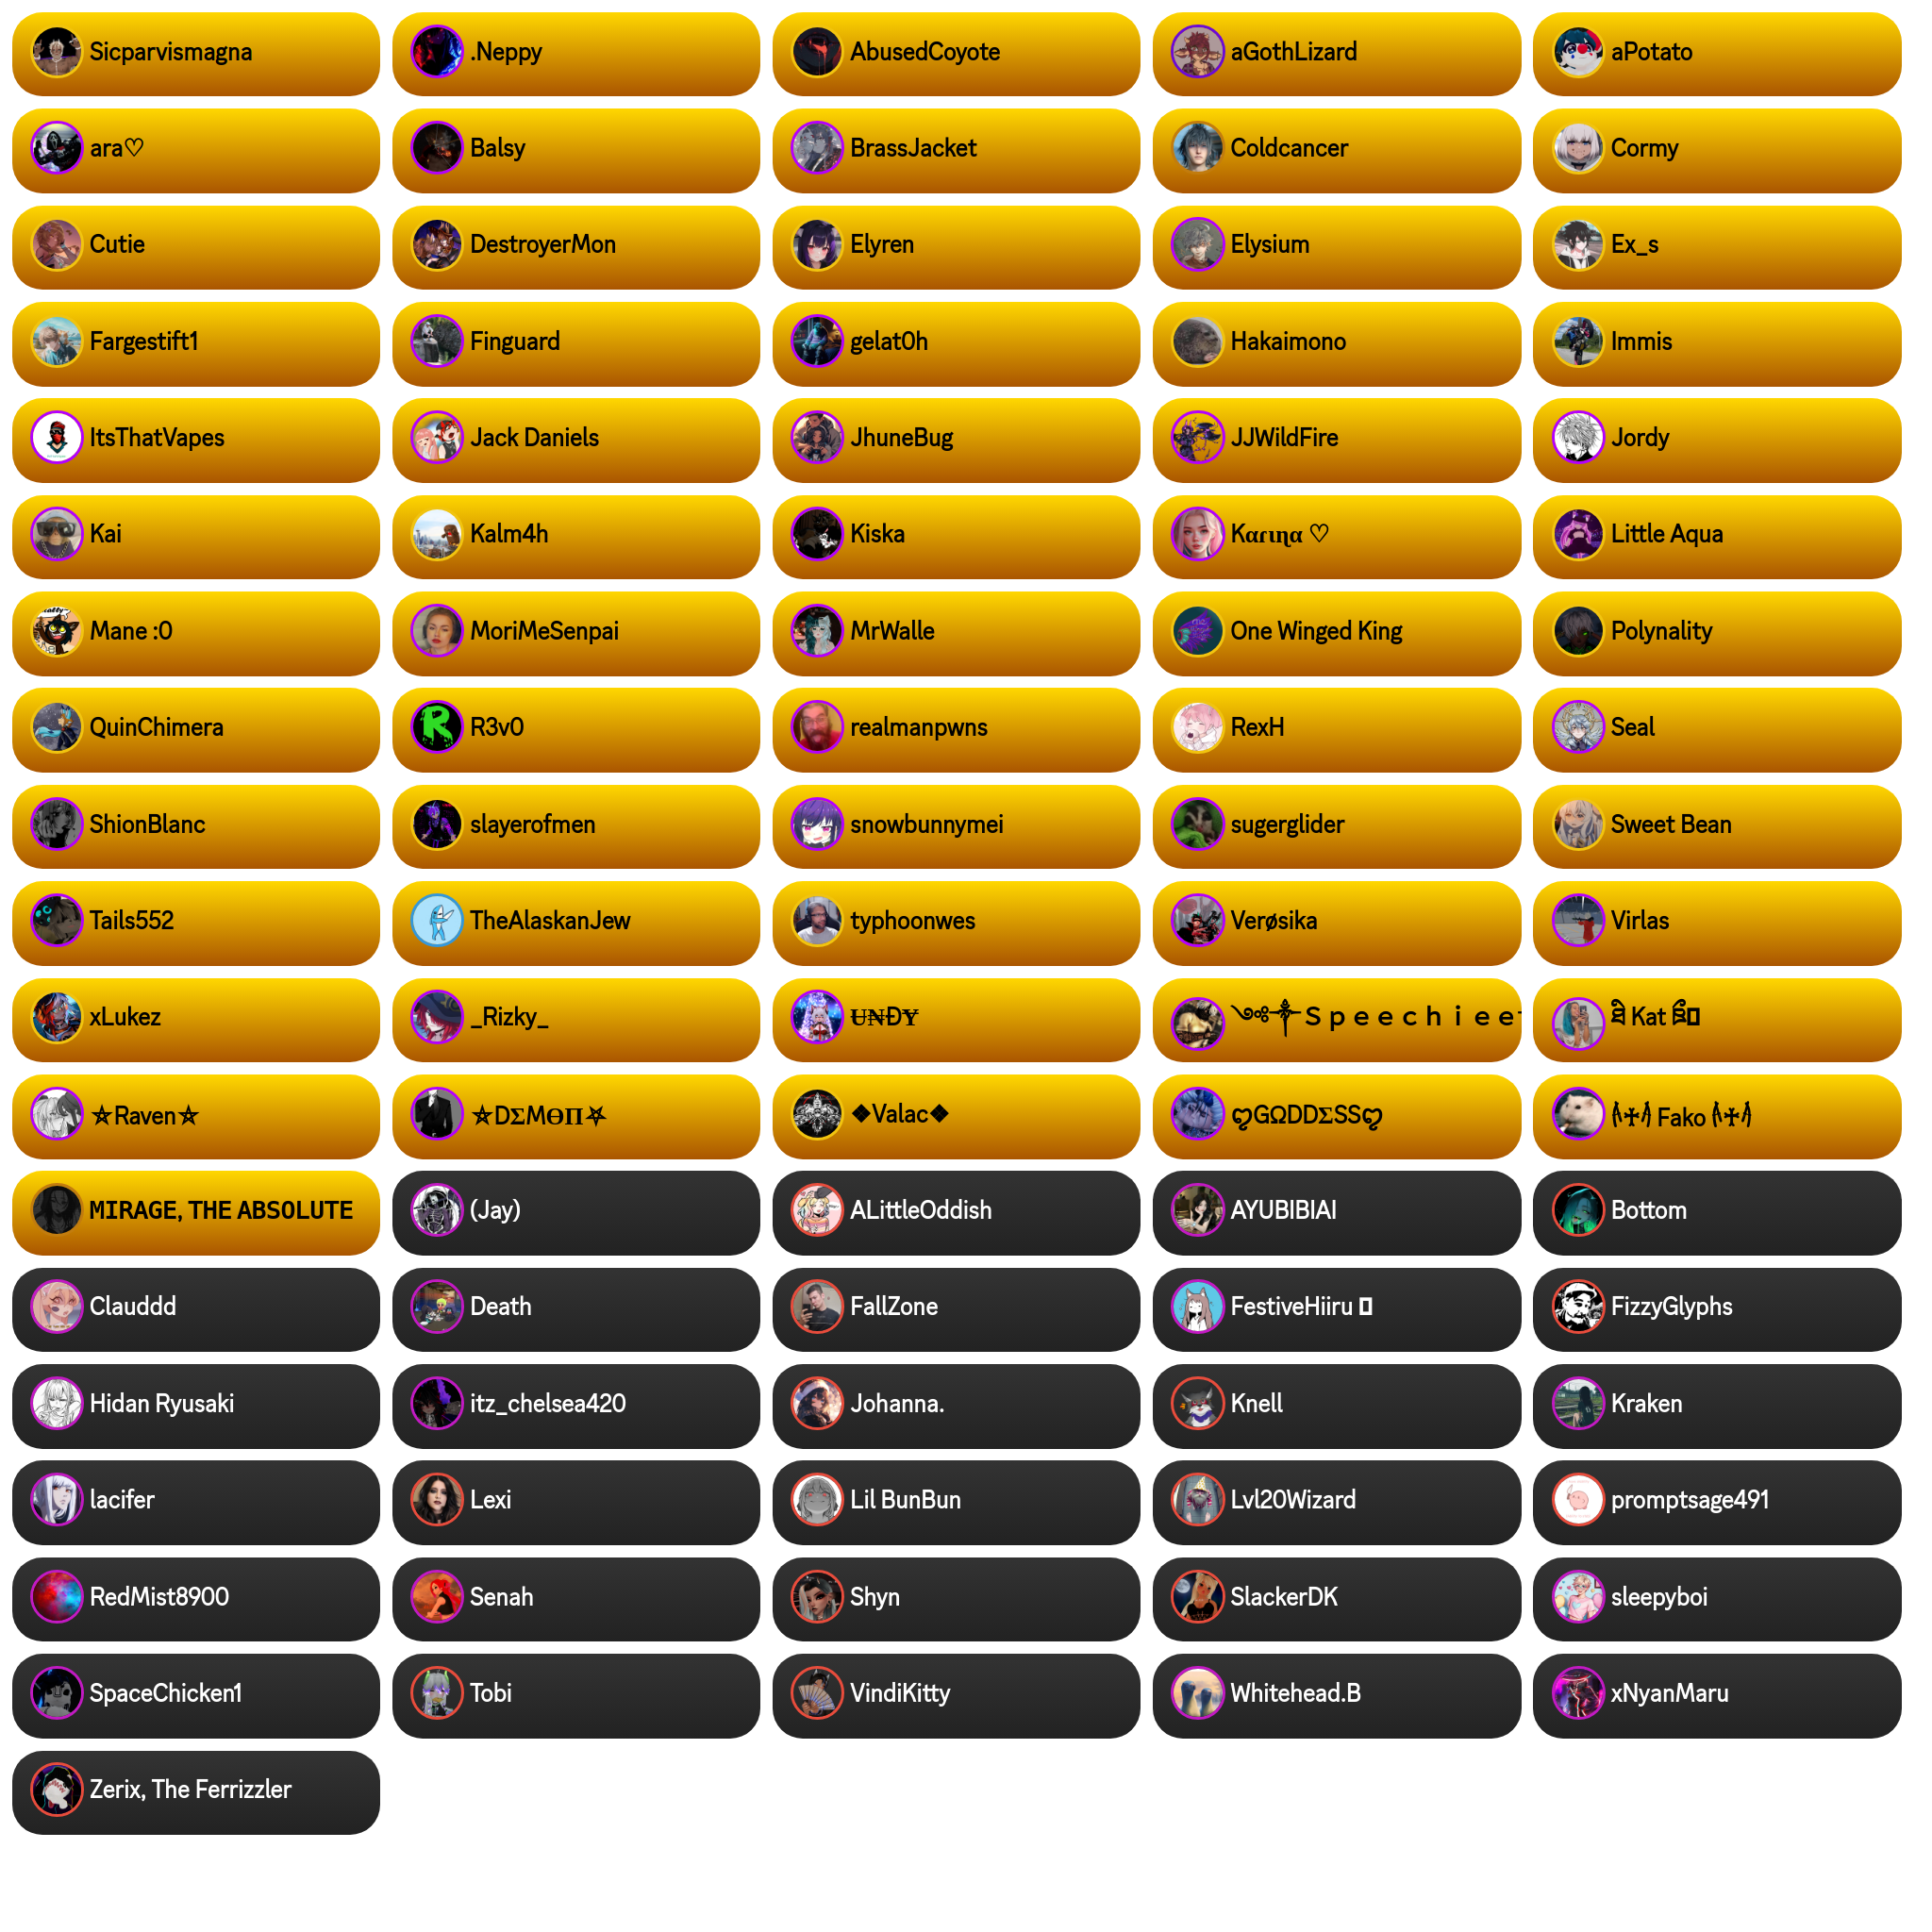 Sicparvismagna
.Neppy
AbusedCoyote
aGothLizard
aPotato
ara♡
Balsy
BrassJacket
Coldcancer
Cormy
Cutie
DestroyerMon
Elyren
Elysium
Ex_s
Fargestift1
Finguard
gelat0h
Hakaimono
Immis
ItsThatVapes
Jack Daniels
JhuneBug
JJWildFire
Jordy
Kai
Kalm4h
Kiska
Kαɾιɳα ♡
Little Aqua
Mane :0
MoriMeSenpai
MrWalle
One Winged King
Polynality
QuinChimera
R3v0
realmanpwns
RexH
Seal
ShionBlanc
slayerofmen
snowbunnymei
sugerglider
Sweet Bean
Tails552
TheAlaskanJew
typhoonwes
Verøsika
Virlas
xLukez
_Rizky_
Ʉ₦ĐɎ
༺༒Ｓｐｅｅｃｈｉｅｅ
Kat
⛤Raven⛤
⛤DΣMӨП⛧
❖Valac❖
ღGΩDDΣSSღ
Fako
MIRAGE, THE ABSOLUTE
(Jay)
ALittleOddish
AYUBIBIAI
Bottom
Clauddd
Death
FallZone
FestiveHiiru
FizzyGlyphs
Hidan Ryusaki
itz_chelsea420
Johanna.
Knell
Kraken
lacifer
Lexi
Lil BunBun
Lvl20Wizard
promptsage491
RedMist8900
Senah
Shyn
SlackerDK
sleepyboi
SpaceChicken1
Tobi
VindiKitty
Whitehead.B
xNyanMaru
Zerix, The Ferrizzler